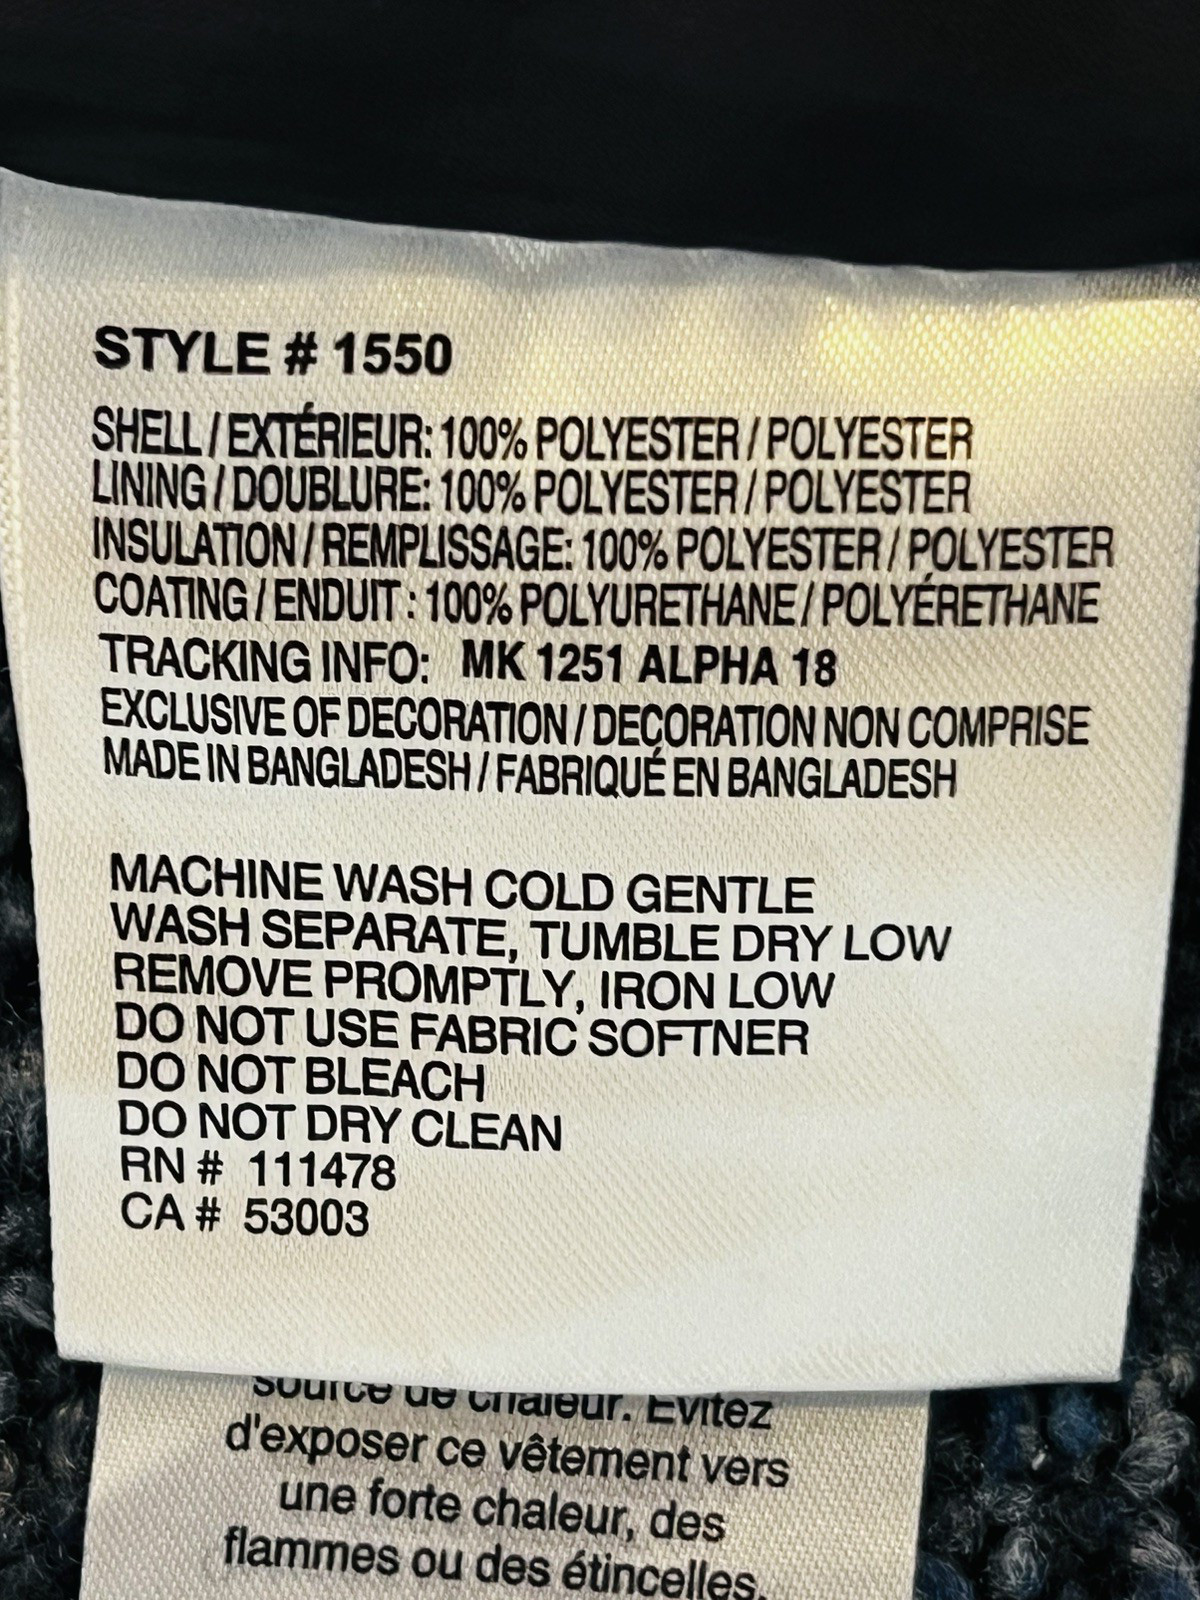 STYLE # 1550
SHELL / EXTÉRIEUR: 100% POLYESTER / POLYESTER
LINING / DOUBLURE: 100% POLYESTER / POLYESTER
INSULATION / REMPLISSAGE: 100% POLYESTER / POLYESTER
COATING / ENDUIT : 100% POLYURETHANE / POLYÉRETHANE
TRACKING INFO: MK 1251 ALPHA 18
EXCLUSIVE OF DECORATION / DECORATION NON COMPRISE
MADE IN BANGLADESH / FABRIQUÉ EN BANGLADESH
MACHINE WASH COLD GENTLE
WASH SEPARATE, TUMBLE DRY LOW
REMOVE PROMPTLY, IRON LOW
DO NOT USE FABRIC SOFTNER
DO NOT BLEACH
DO NOT DRY CLEAN
RN # 111478
CA # 53003
source de chaleur. Evitez
d'exposer ce vêtement vers
une forte chaleur, des
flammes ou des étincelles.